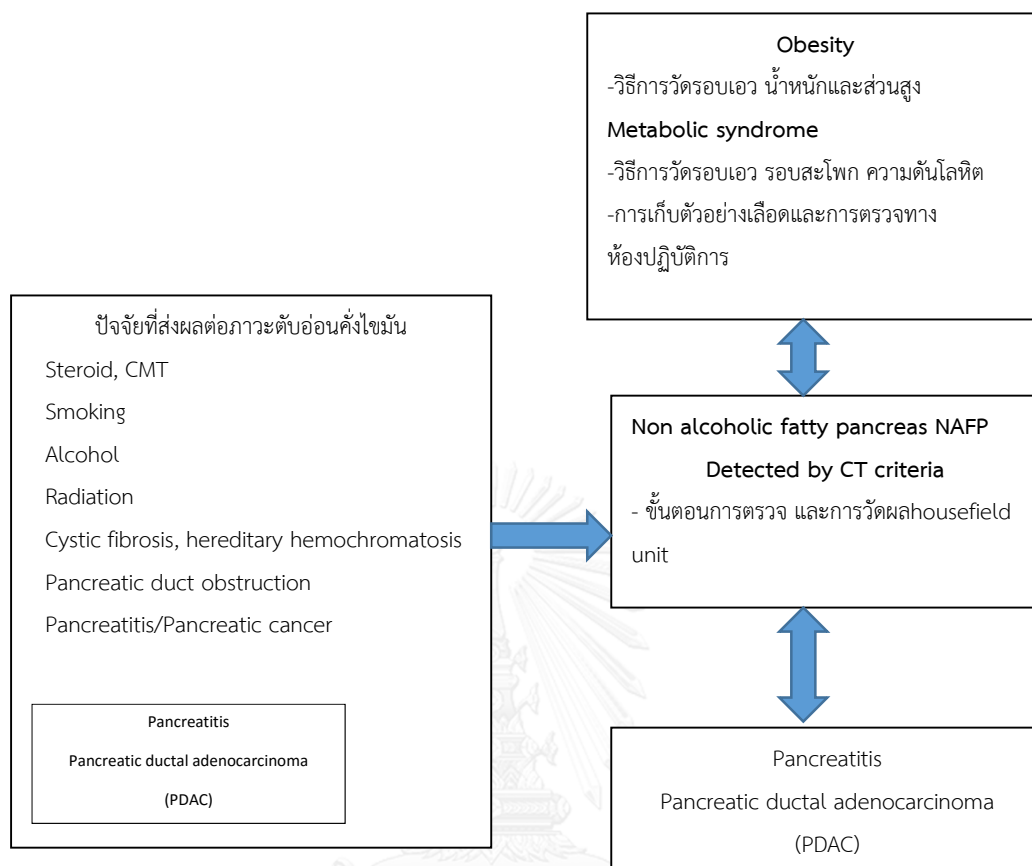 Obesity
-วิธีการวัดรอบเอว น้ำหนักและส่วนสูง
Metabolic syndrome
-วิธีการวัดรอบเอว รอบสะโพก ความดันโลหิต
-การเก็บตัวอย่างเลือดและการตรวจทาง
ห้องปฏิบัติการ
ปัจจัยที่ส่งผลต่อภาวะตับอ่อนคั่งไขมัน
Steroid, CMT
Smoking
Alcohol
Radiation
Cystic fibrosis, hereditary hemochromatosis
Pancreatic duct obstruction
Pancreatitis/Pancreatic cancer
Pancreatitis
Pancreatic ductal adenocarcinoma
(PDAC)
Non alcoholic fatty pancreas NAFP
Detected by CT criteria
- ขั้นตอนการตรวจ และการวัดผลhousefield
unit
Pancreatitis
Pancreatic ductal adenocarcinoma
(PDAC)